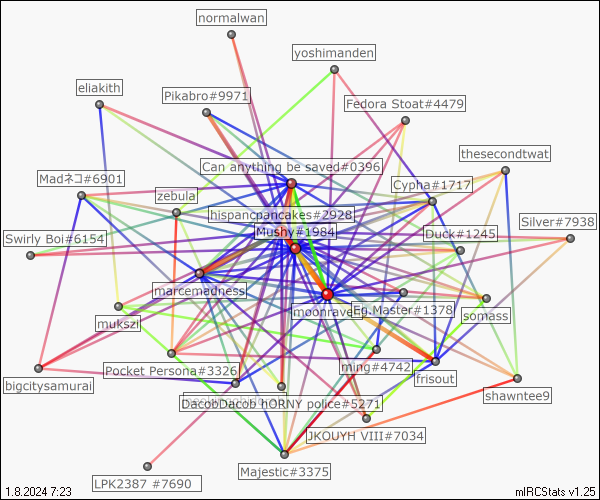 normalwan
yoshimanden
eliakith
Pikabro#9971
Fedora Stoat#4479
thesecondtwat
Can anything be saved#0396
Madネコ#6901
Cypha#1717
zebula
hispancpancakes#2928
Silver#7938
Mushy#1984
Duck#1245
Swirly Boi#6154
marcemadness
moonraven
Eg.Master#1378
somass
mukszil
ming#4742
Pocket Persona#3326
frisout
bigcitysamurai
shawntee9
DacobDacob hORNY police#5271
JKOUYH VIII#7034
Majestic#3375
LPK2387 #7690
1.8.2024 7:23
mIRCStats v1.25